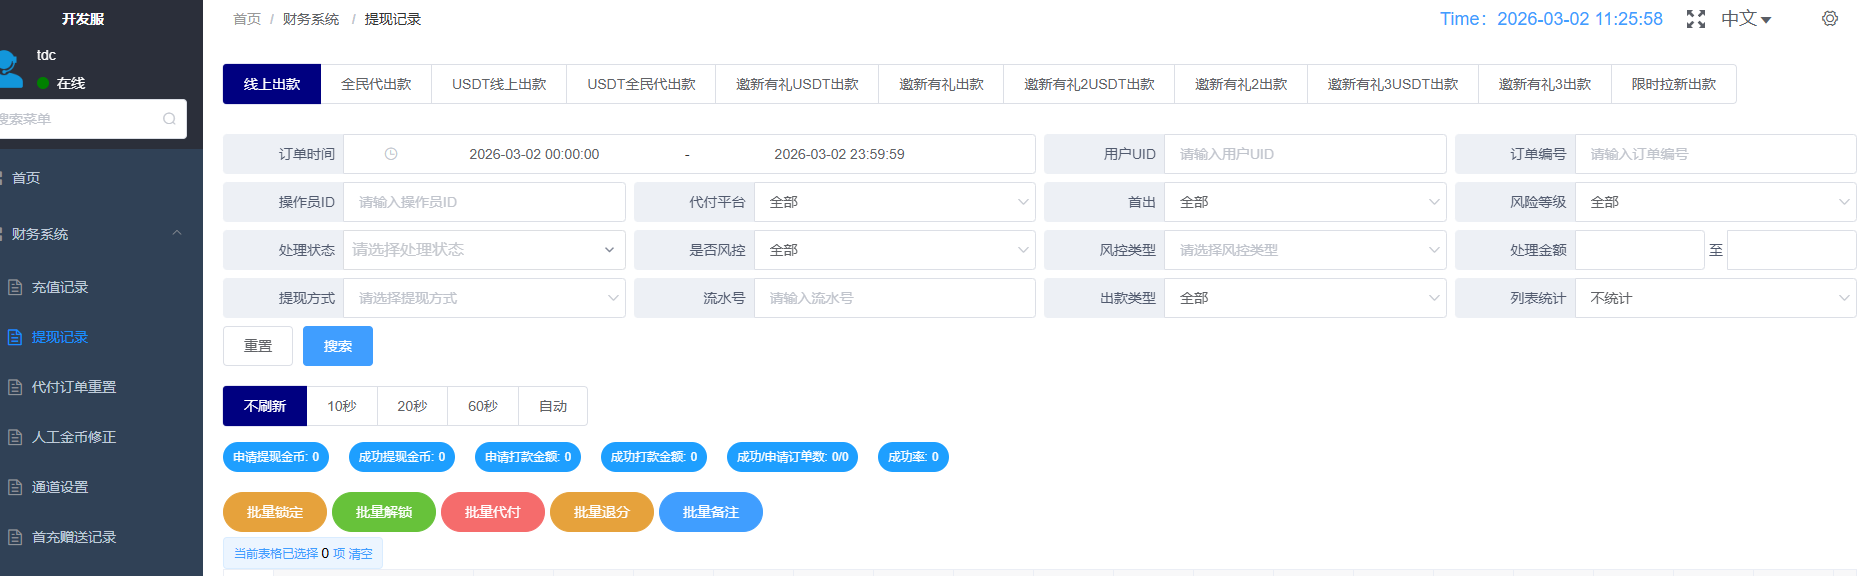 开发服
首页 / 财务系统 / 提现记录
Time: 2026-03-02 11:25:58
中文
tdc
在线
搜索菜单
首页
财务系统
充值记录
提现记录
代付订单重置
人工金币修正
通道设置
首充赠送记录
线上出款 全民代出款 USDT线上出款 USDT全民代出款 邀新有礼USDT出款 邀新有礼出款 邀新有礼2USDT出款 邀新有礼2出款 邀新有礼3USDT出款 邀新有礼3出款 限时拉新出款
订单时间 2026-03-02 00:00:00 - 2026-03-02 23:59:59 用户UID 请输入用户UID 订单编号 请输入订单编号
操作员ID 请输入操作员ID 代付平台 全部 首出 全部 风险等级 全部
处理状态 请选择处理状态 是否风控 全部 风控类型 请选择风控类型 处理金额 至
提现方式 请选择提现方式 流水号 请输入流水号 出款类型 全部 列表统计 不统计
重置 搜索
不刷新 10秒 20秒 60秒 自动
申请提现金币: 0 成功提现金币: 0 申请打款金额: 0 成功打款金额: 0 成功/申请订单数: 0/0 成功率: 0
批量锁定 批量解锁 批量代付 批量退分 批量备注
当前表格已选择 0 项 清空